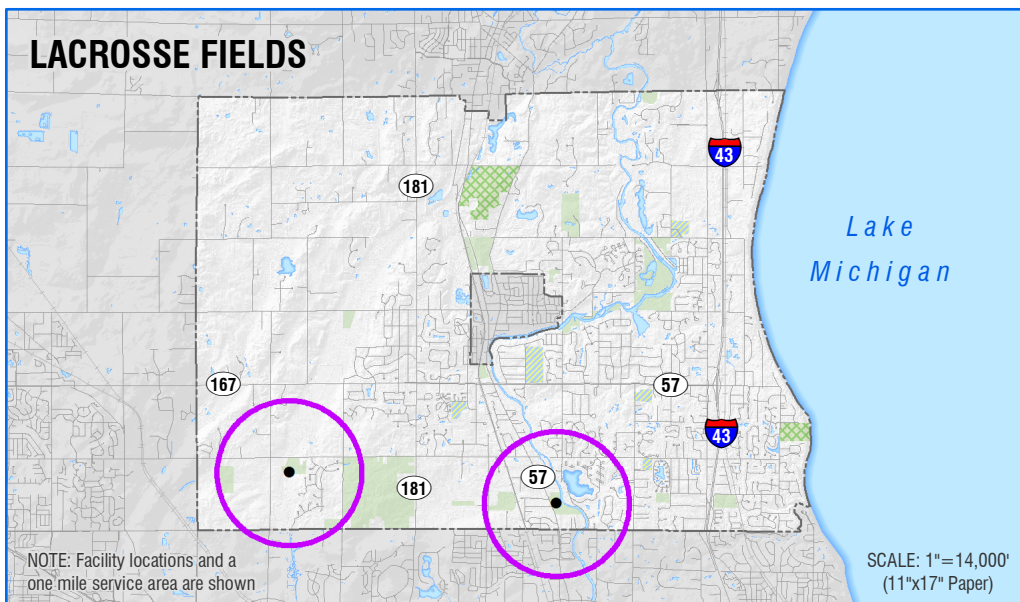 LACROSSE FIELDS
43
181
Lake
Michigan
167
57
43
57
181
NOTE: Facility locations and a
one mile service area are shown
SCALE: 1"=14,000'
(11"x17" Paper)